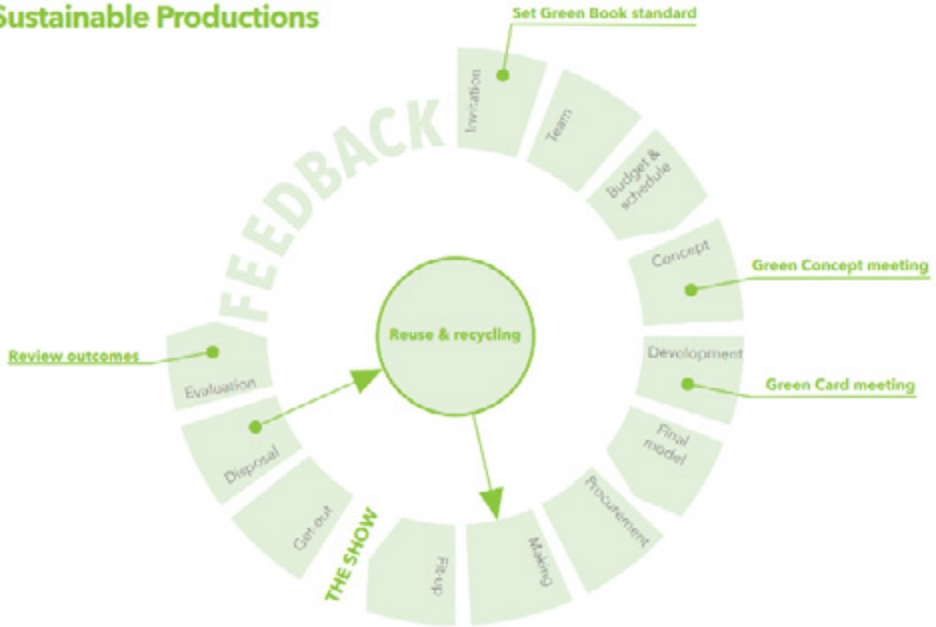 Sustainable Productions
Set Green Book standard
Invitation
Team
Budget &
schedule
Concept
Green Concept meeting
Development
Green Card meeting
Final
model
Procurement
Making
Fit-up
THE SHOW
Get-out
Disposal
Evaluation
Review outcomes
FEEDBACK
Reuse & recycling